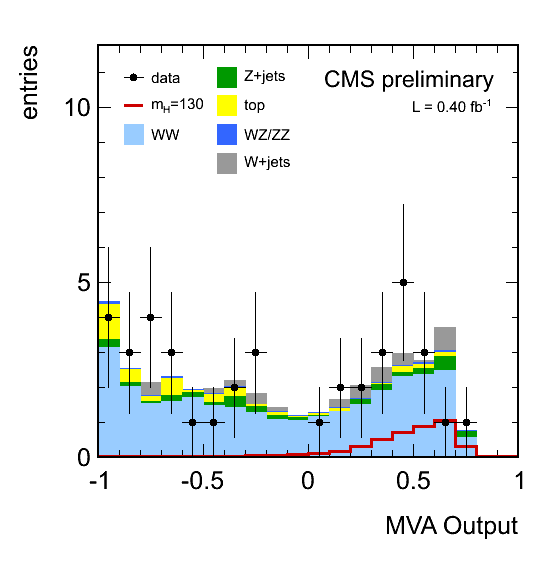 entries
10
5
0
data
m_H=130
WW
Z+jets
top
WZ/ZZ
W+jets
CMS preliminary
L = 0.40 fb⁻¹
-1 -0.5 0 0.5 1
MVA Output